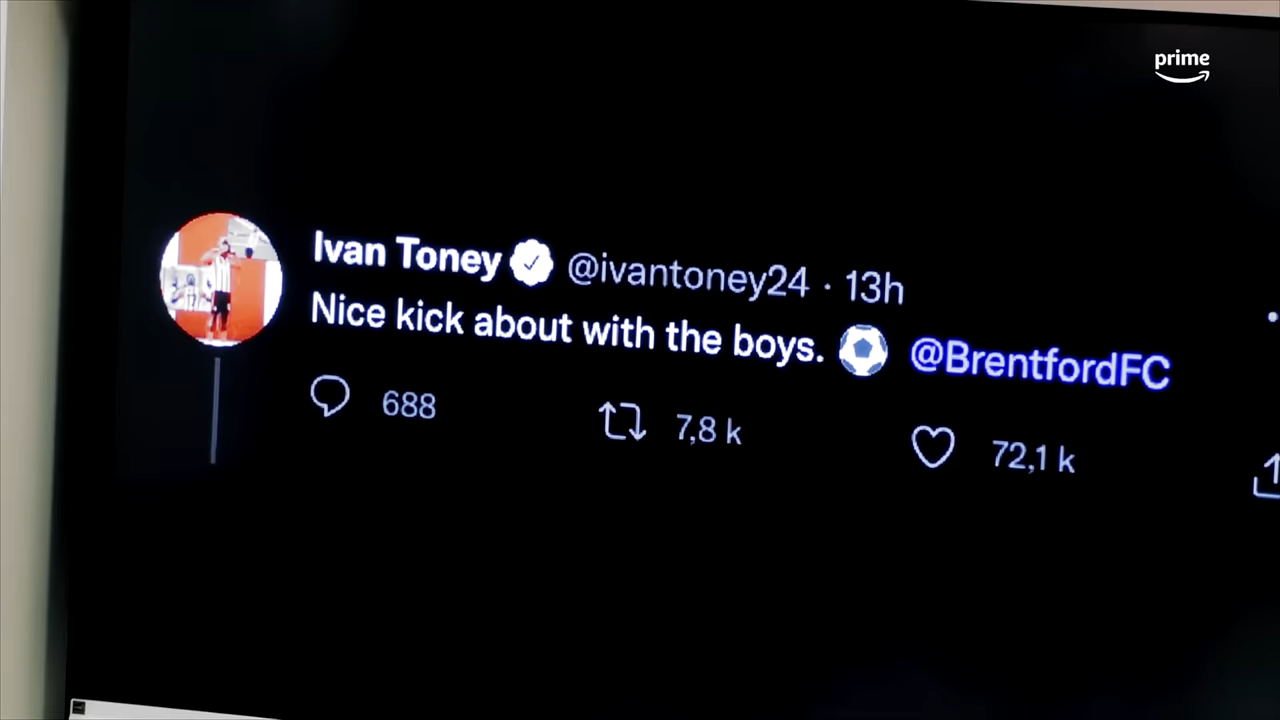 prime
Ivan Toney @ivantoney24 · 13h
Nice kick about with the boys. ⚽ @BrentfordFC
688 7,8 k 72,1 k